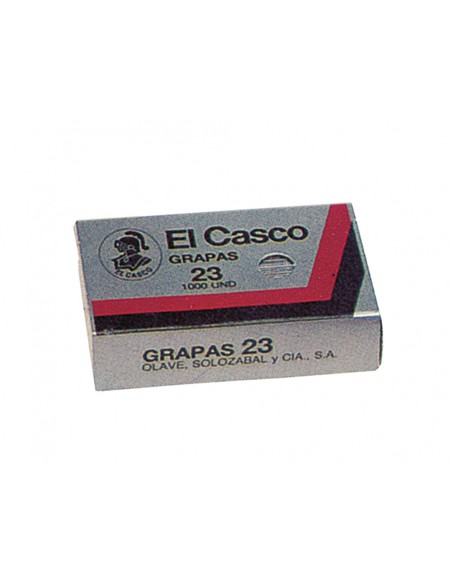 El Casco
GRAPAS
23
1000 UND
EL CASCO
GRAPAS 23
OLAVE, SOLOZABAL y CIA., S.A.